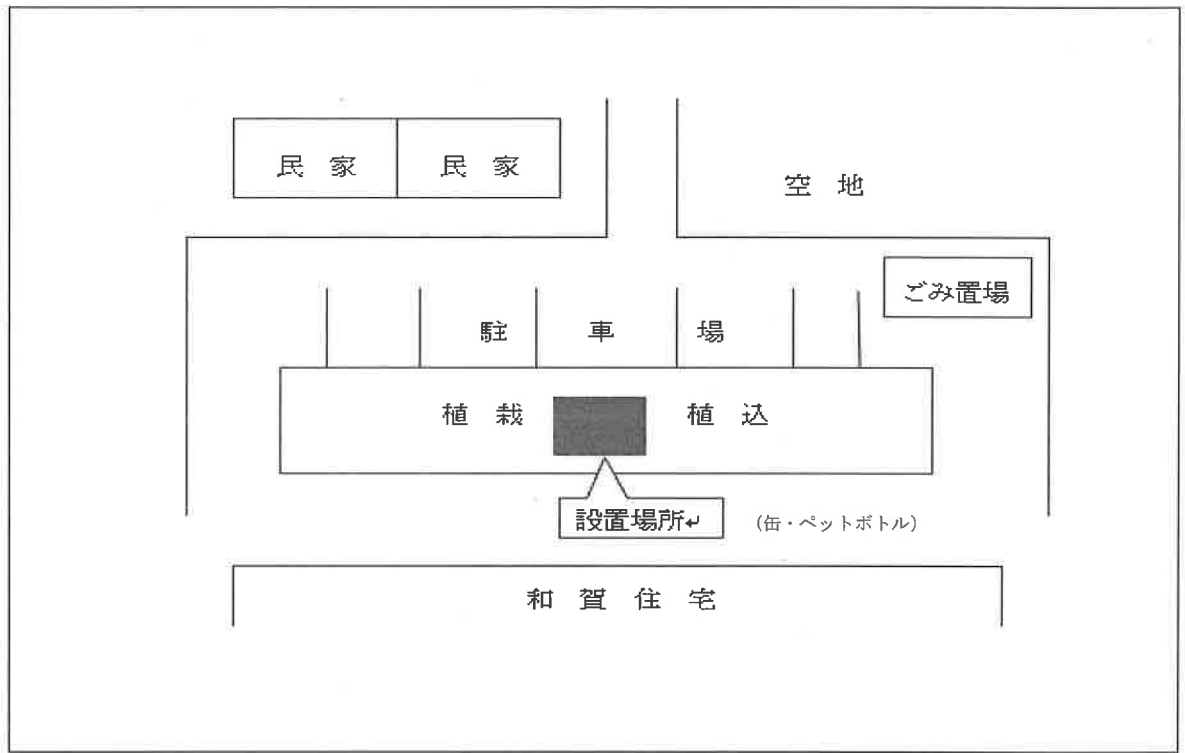 民家 民家
空地
ごみ置場
駐車場
植栽 植込
設置場所↵
(缶・ペットボトル)
和賀住宅